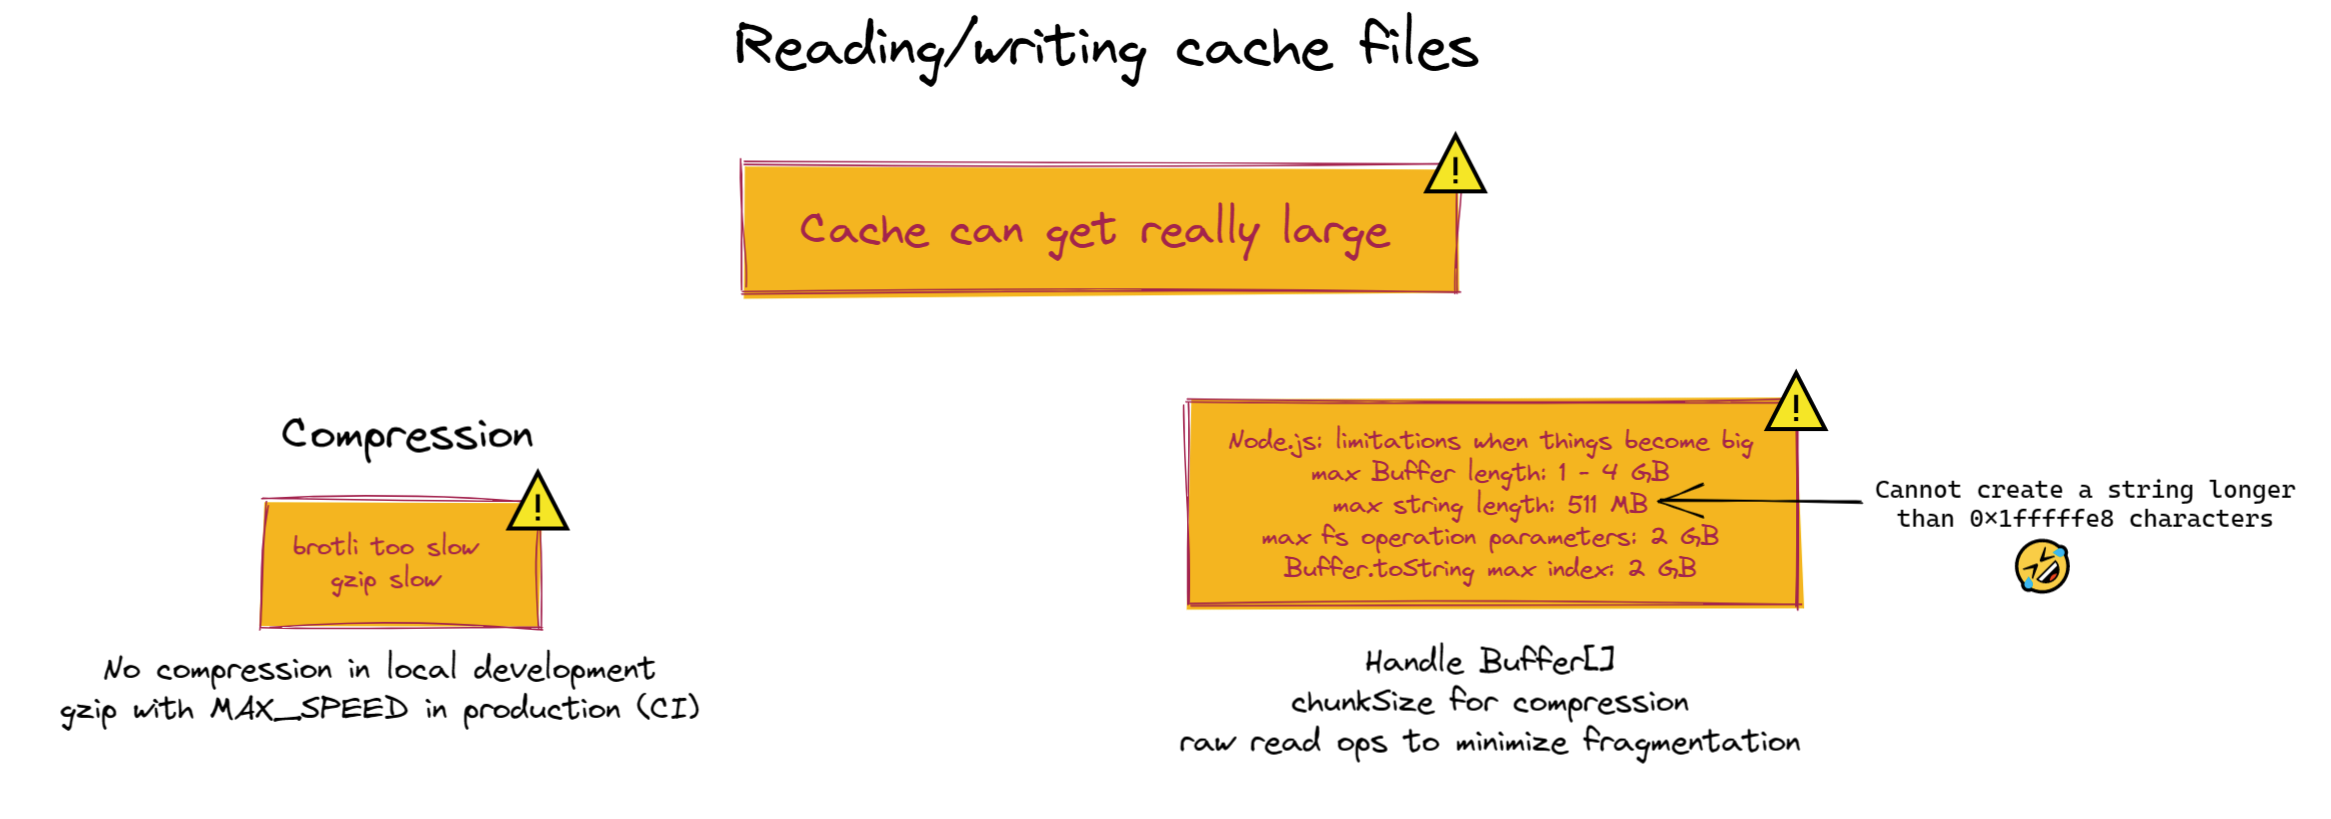 Reading/writing cache files
Cache can get really large
Compression
brotli too slow
gzip slow
No compression in local development
gzip with MAX_SPEED in production (CI)
Node.js: limitations when things become big
max Buffer length: 1 - 4 GB
max string length: 511 MB
max fs operation parameters: 2 GB
Buffer.toString max index: 2 GB
Cannot create a string longer
than 0×1fffffe8 characters
Handle Buffer[]
chunkSize for compression
raw read ops to minimize fragmentation